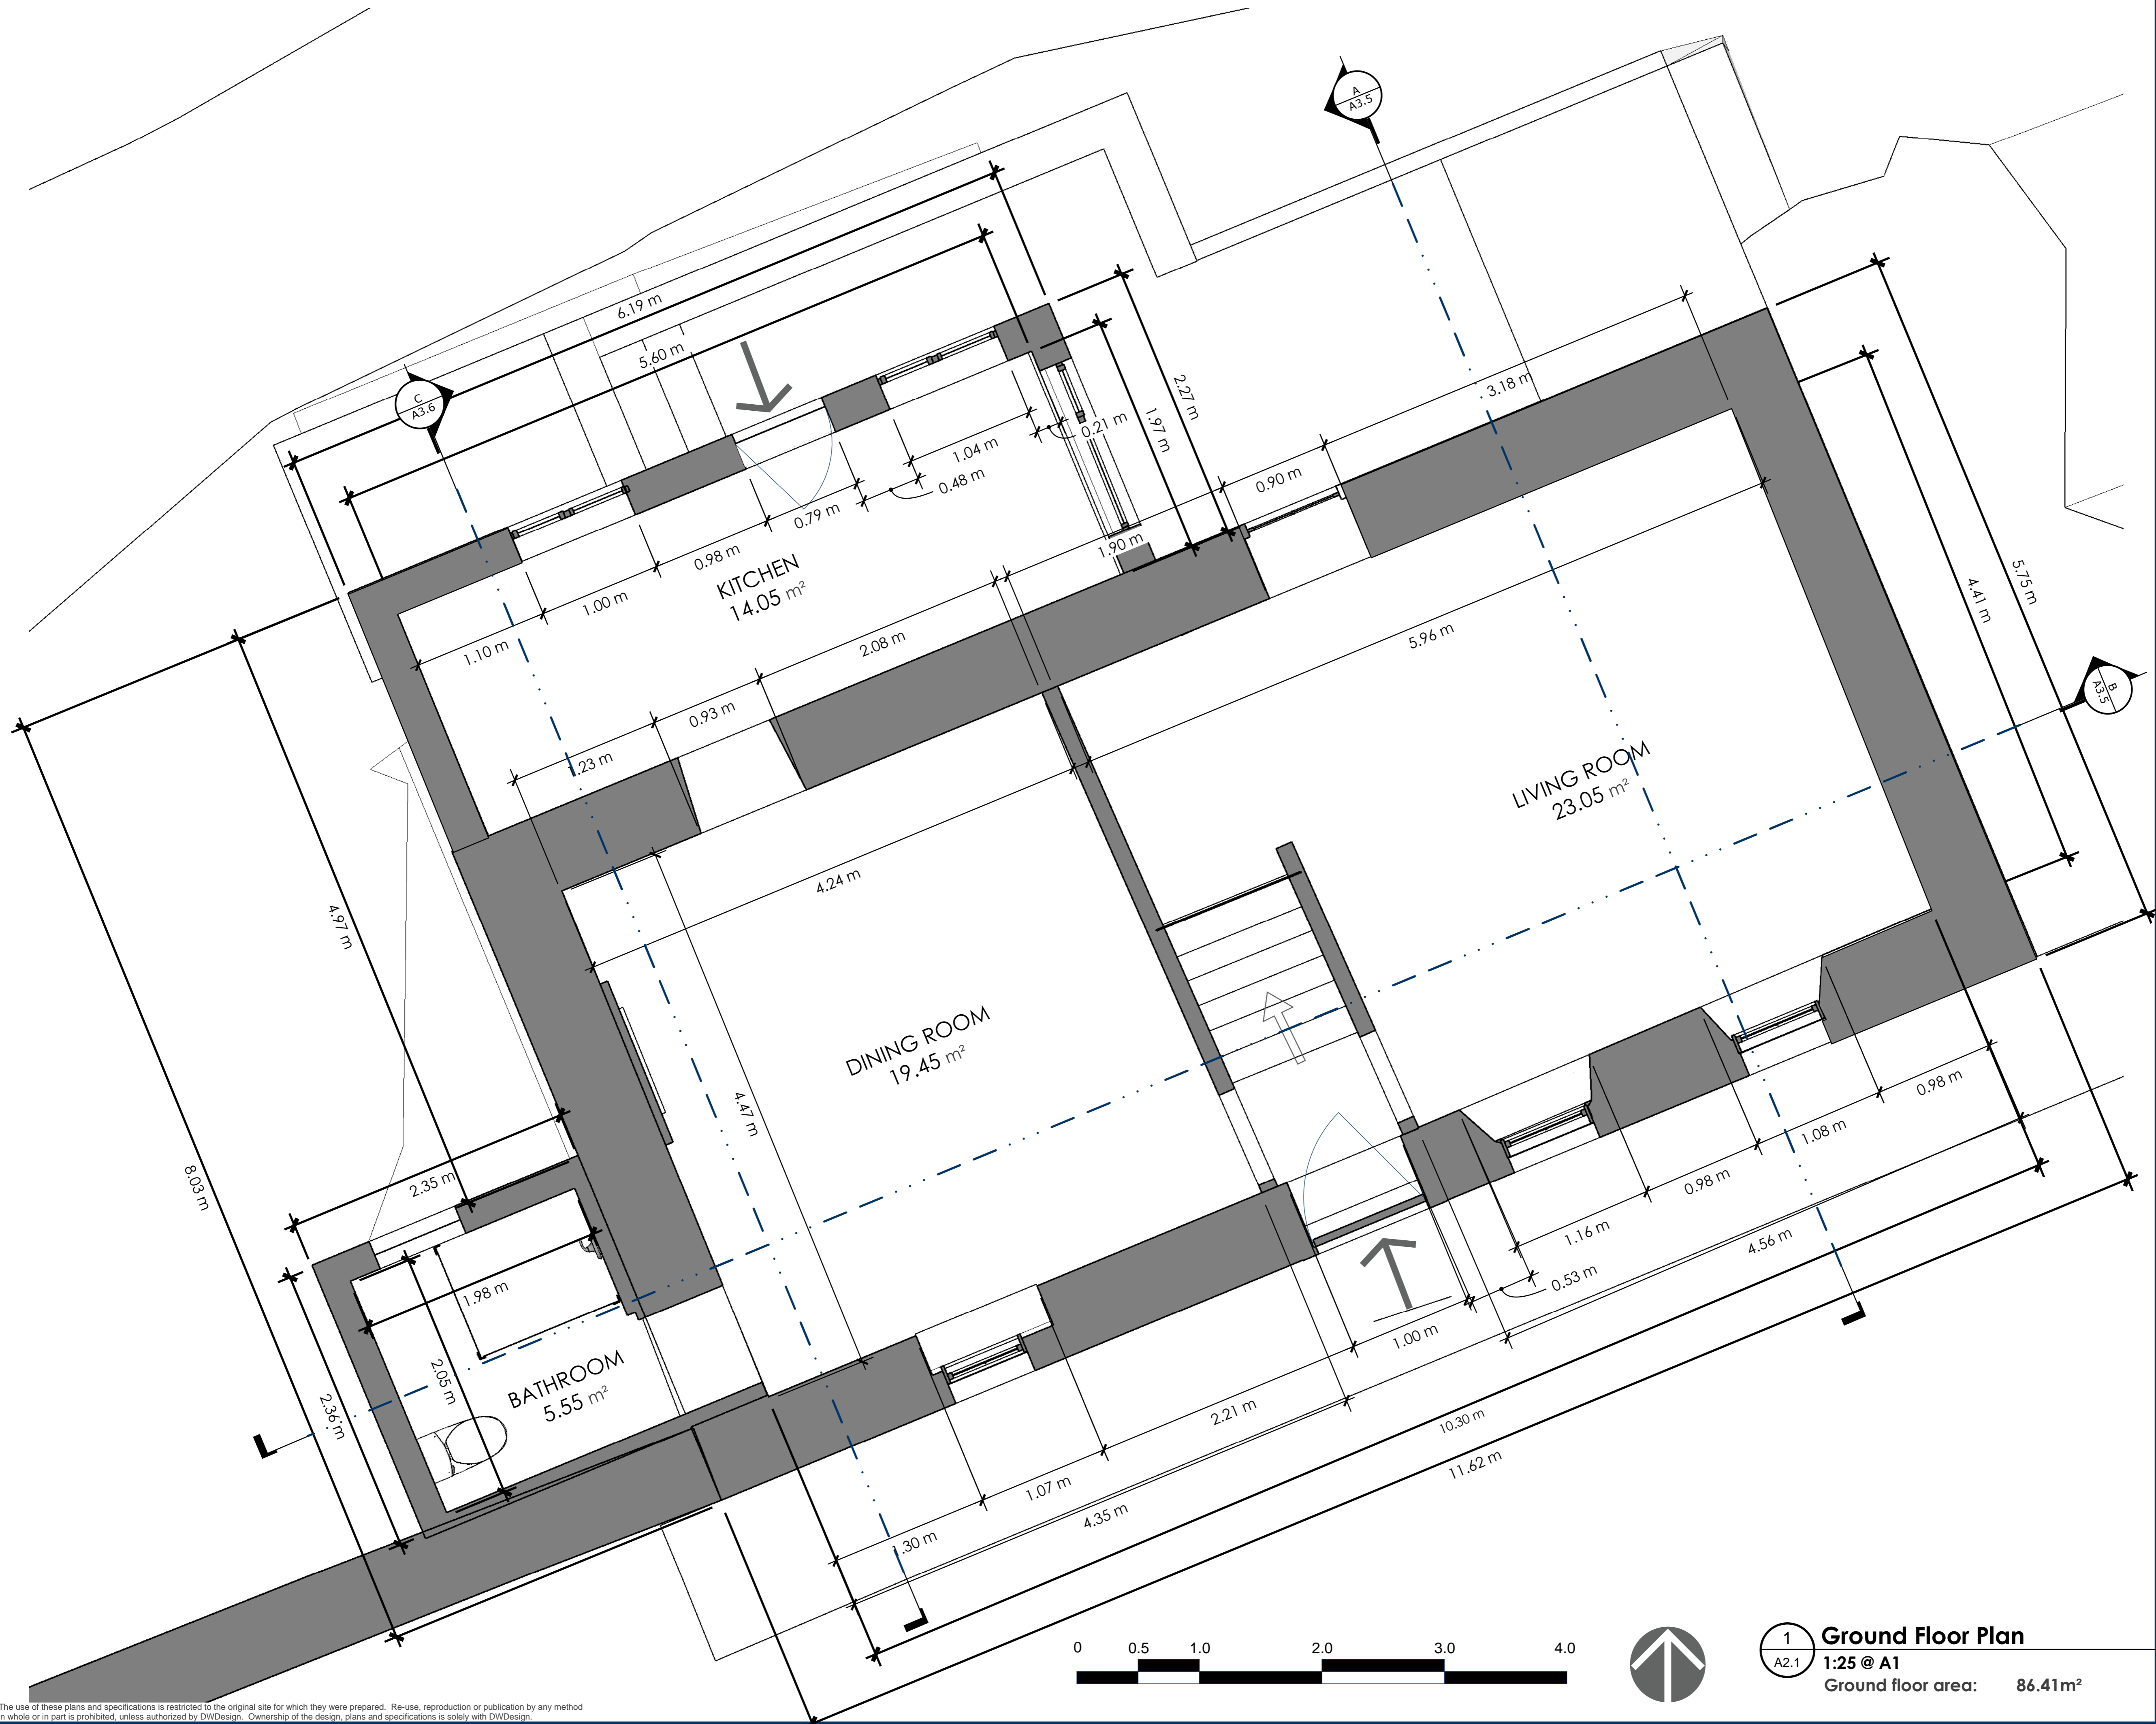 A
A3.5
6.19 m
5.60 m
C
A3.6
2.27 m
1.97 m
3.18 m
0.21 m
1.04 m
0.48 m
0.90 m
0.79 m
0.98 m
1.90 m
KITCHEN
14.05 m²
1.00 m
1.10 m
2.08 m
5.96 m
5.75 m
4.41 m
B
A3.5
0.93 m
.23 m
LIVING ROOM
23.05 m²
4.24 m
4.97 m
DINING ROOM
19.45 m²
4.47 m
8.03 m
2.35 m
0.98 m
1.08 m
0.98 m
1.16 m
4.56 m
0.53 m
1.98 m
1.00 m
BATHROOM
5.55 m²
2.05 m
2.36 m
2.21 m
10.30 m
11.62 m
1.07 m
4.35 m
1.30 m
0 0.5 1.0 2.0 3.0 4.0
1
A2.1
Ground Floor Plan
1:25 @ A1
Ground floor area: 86.41m²
The use of these plans and specifications is restricted to the original site for which they were prepared. Re-use, reproduction or publication by any method
n whole or in part is prohibited, unless authorized by DWDesign. Ownership of the design, plans and specifications is solely with DWDesign.